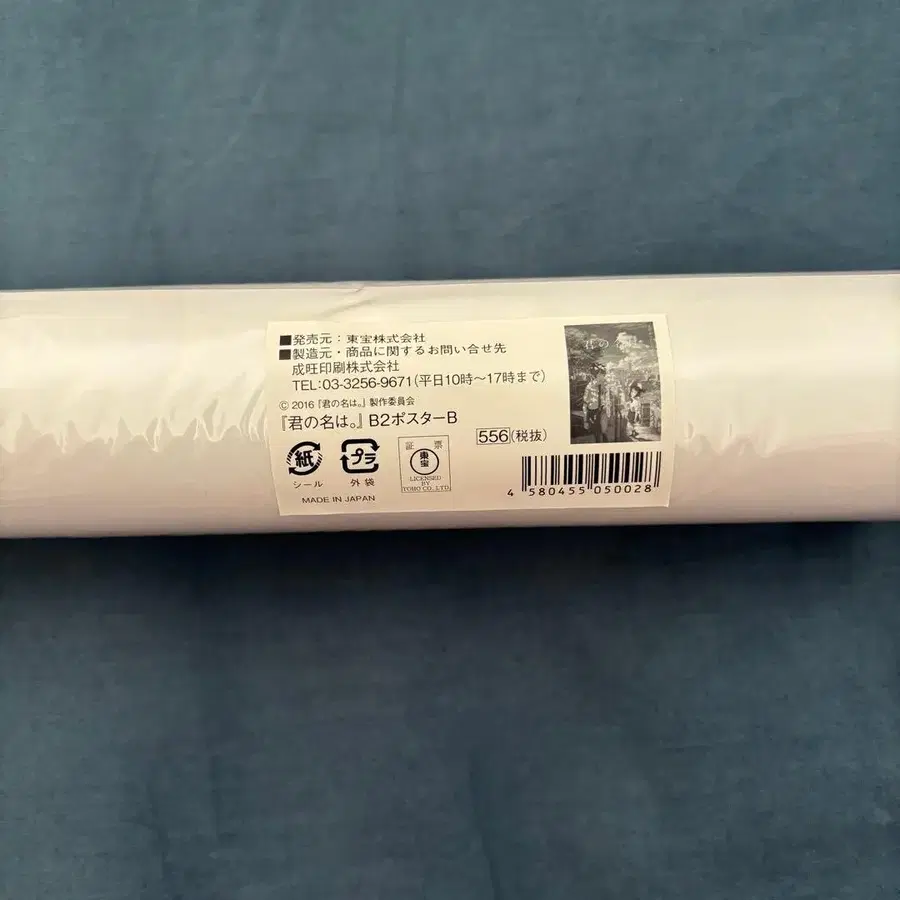 ■発売元：東宝株式会社
■製造元・商品に関するお問い合せ先
成旺印刷株式会社
TEL:03-3256-9671(平日10時～17時まで)
© 2016『君の名は。』製作委員会
『君の名は。』B2ポスターB
556(税抜)
紙
シール
プラ
外袋
証 票
東宝
LICENSED
BY
TOHO CO., LTD.
MADE IN JAPAN
君の名は。
4 580455 050028